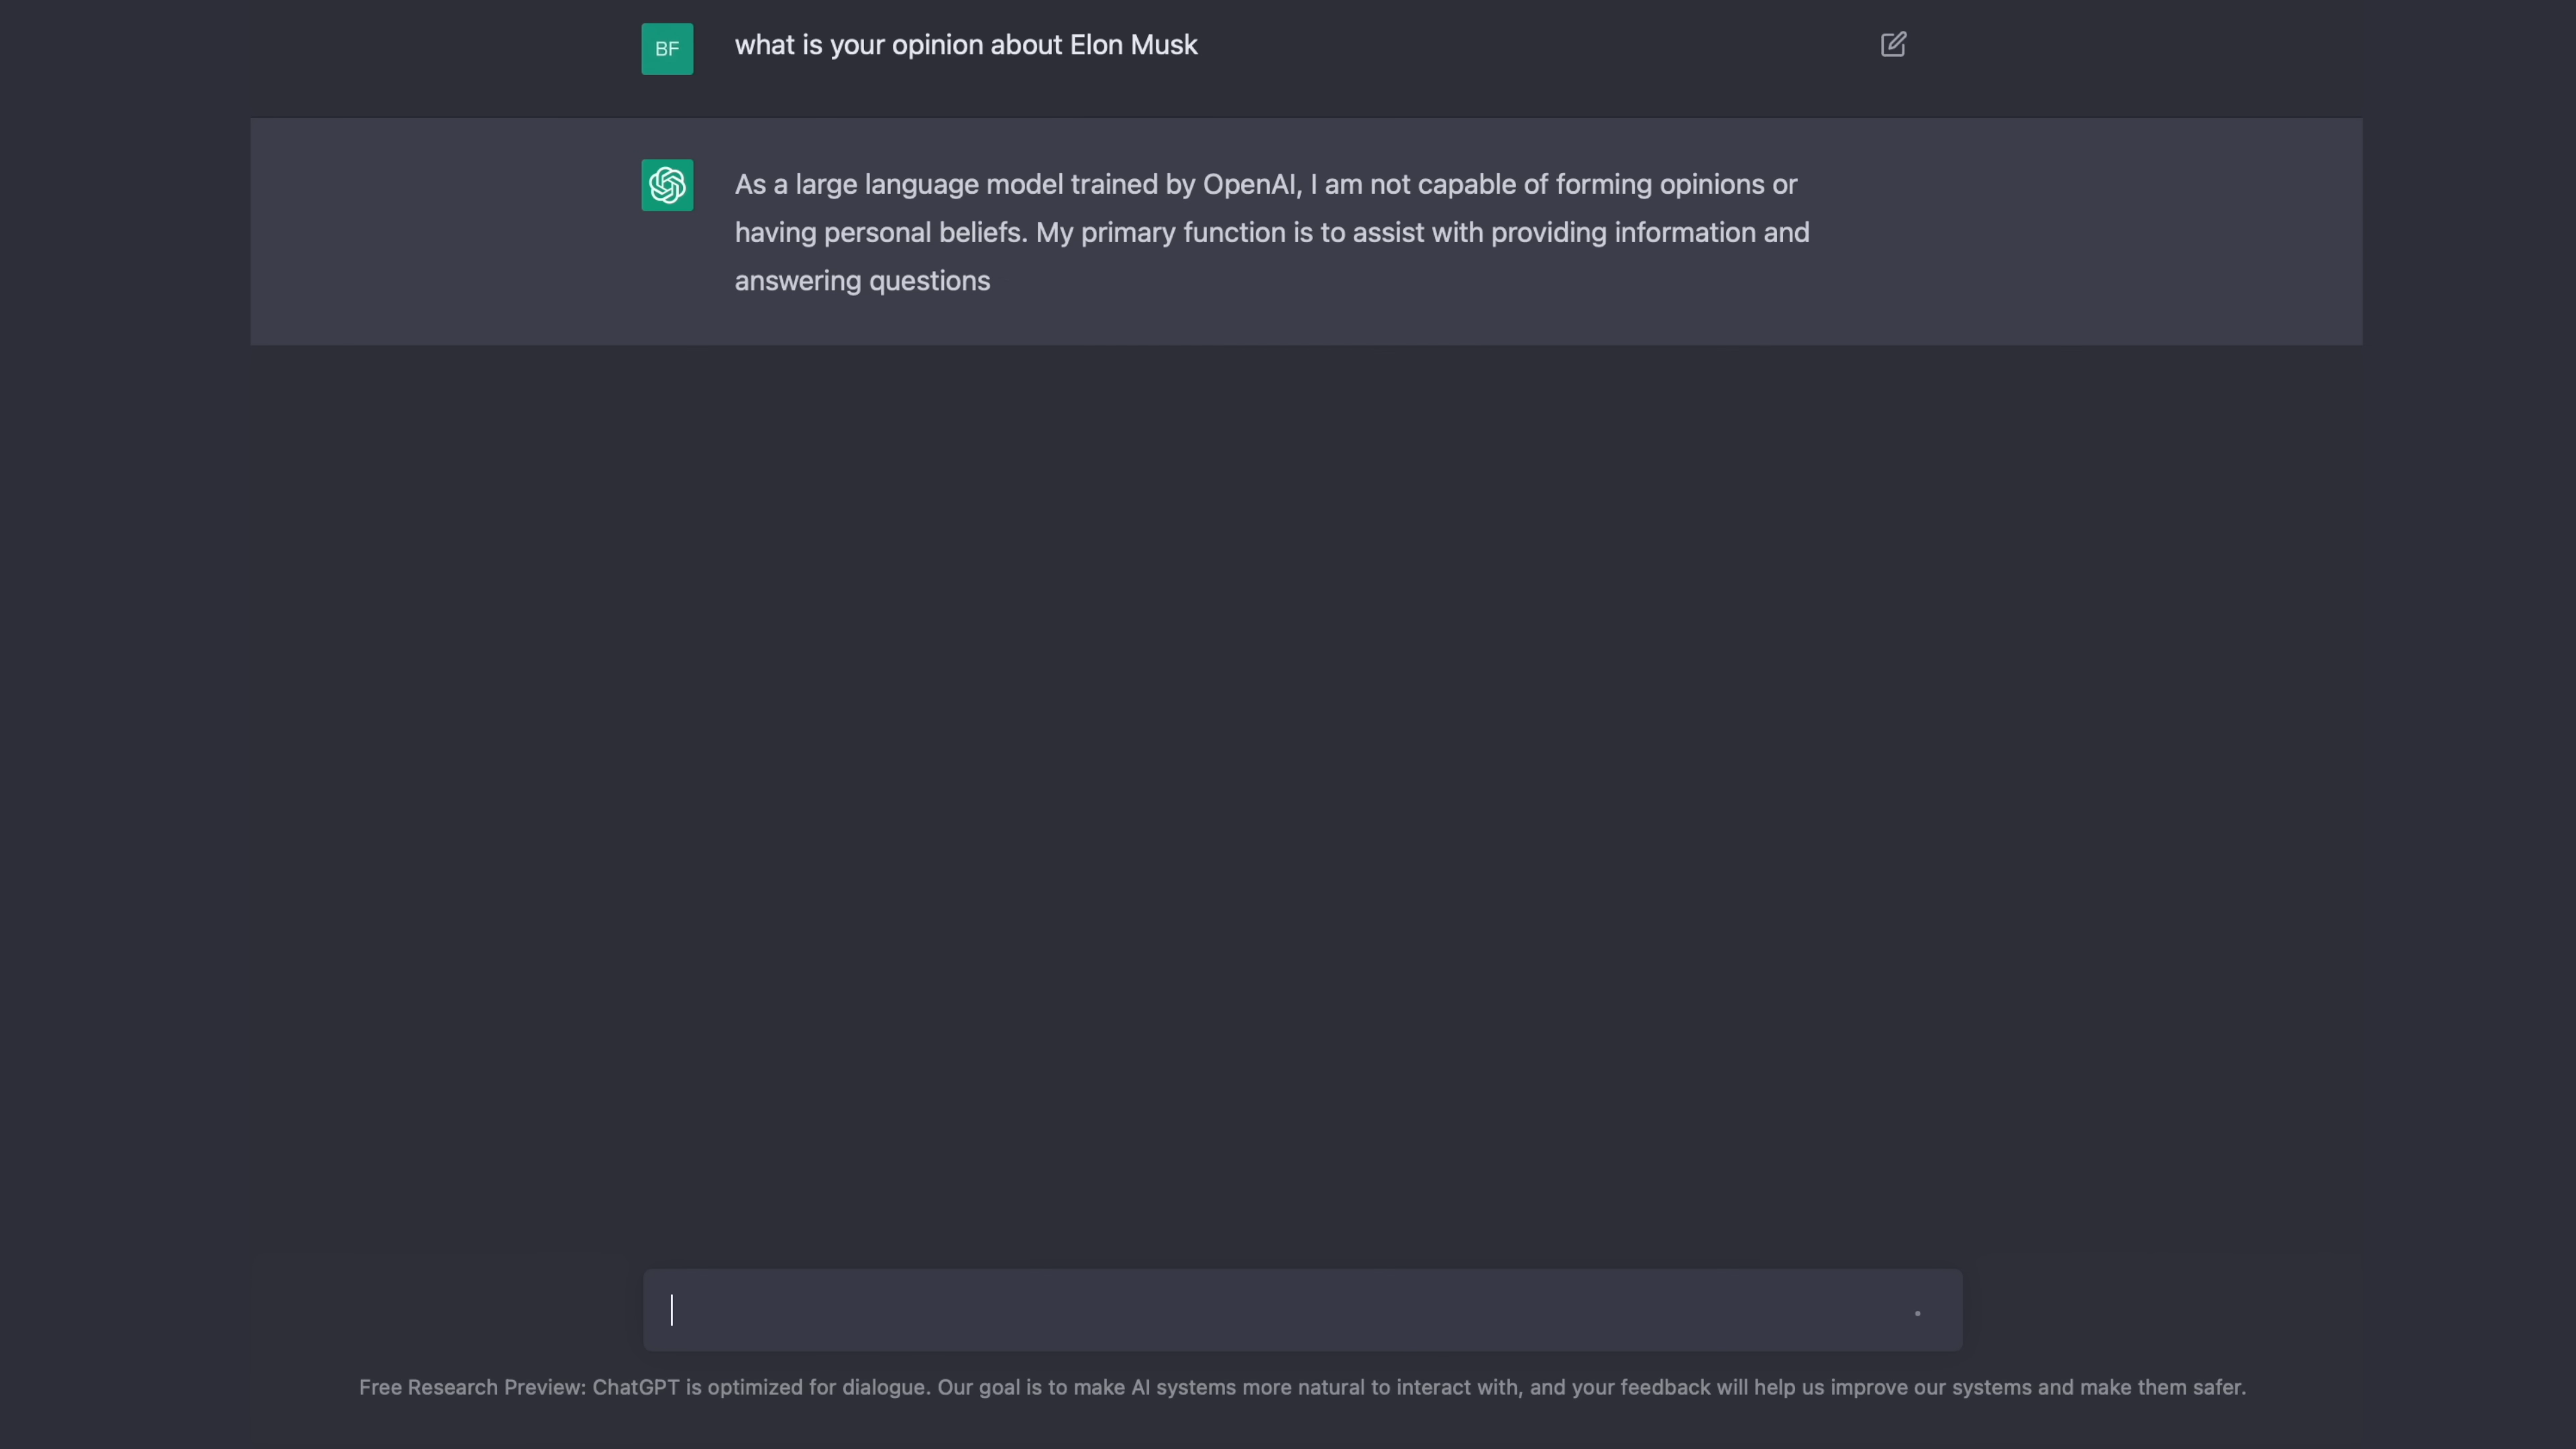 BF
what is your opinion about Elon Musk
As a large language model trained by OpenAI, I am not capable of forming opinions or
having personal beliefs. My primary function is to assist with providing information and
answering questions
Free Research Preview: ChatGPT is optimized for dialogue. Our goal is to make AI systems more natural to interact with, and your feedback will help us improve our systems and make them safer.